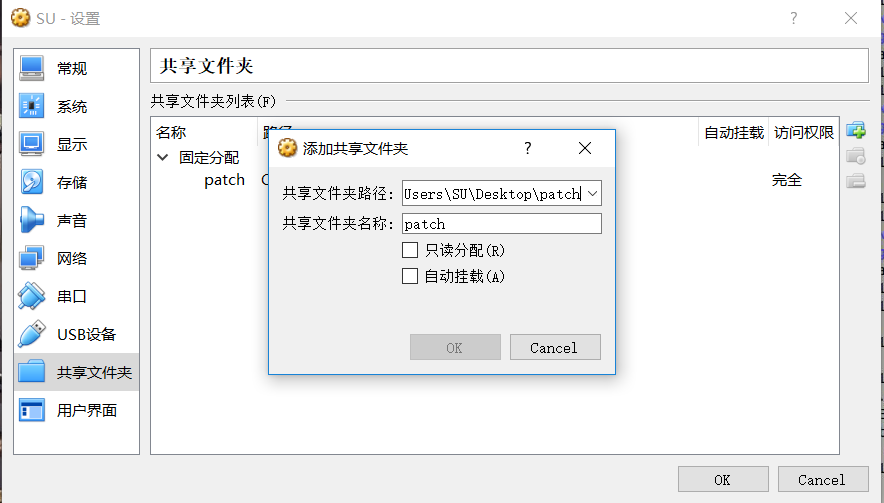 SU - 设置
常规
系统
显示
存储
声音
网络
串口
USB设备
共享文件夹
用户界面
共享文件夹
共享文件夹列表(F)
名称 自动挂载 访问权限
固定分配
patch 完全
添加共享文件夹
共享文件夹路径: Users\SU\Desktop\patch
共享文件夹名称: patch
只读分配(R)
自动挂载(A)
OK Cancel
OK Cancel